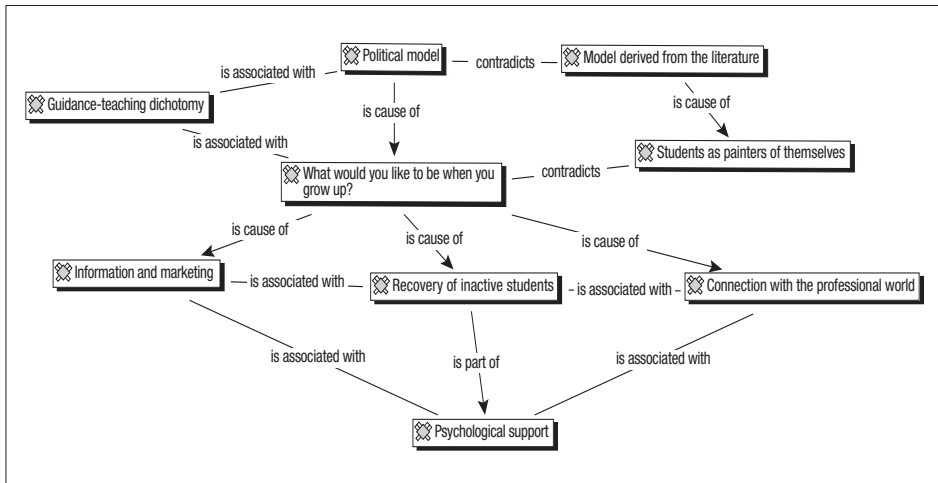 Political model
contradicts
Model derived from the literature
is associated with
Guidance-teaching dichotomy
is cause of
is cause of
is associated with
Students as painters of themselves
What would you like to be when you
grow up?
contradicts
is cause of
is cause of
is cause of
Information and marketing
is associated with
Recovery of inactive students
is associated with
Connection with the professional world
is associated with
is part of
is associated with
Psychological support